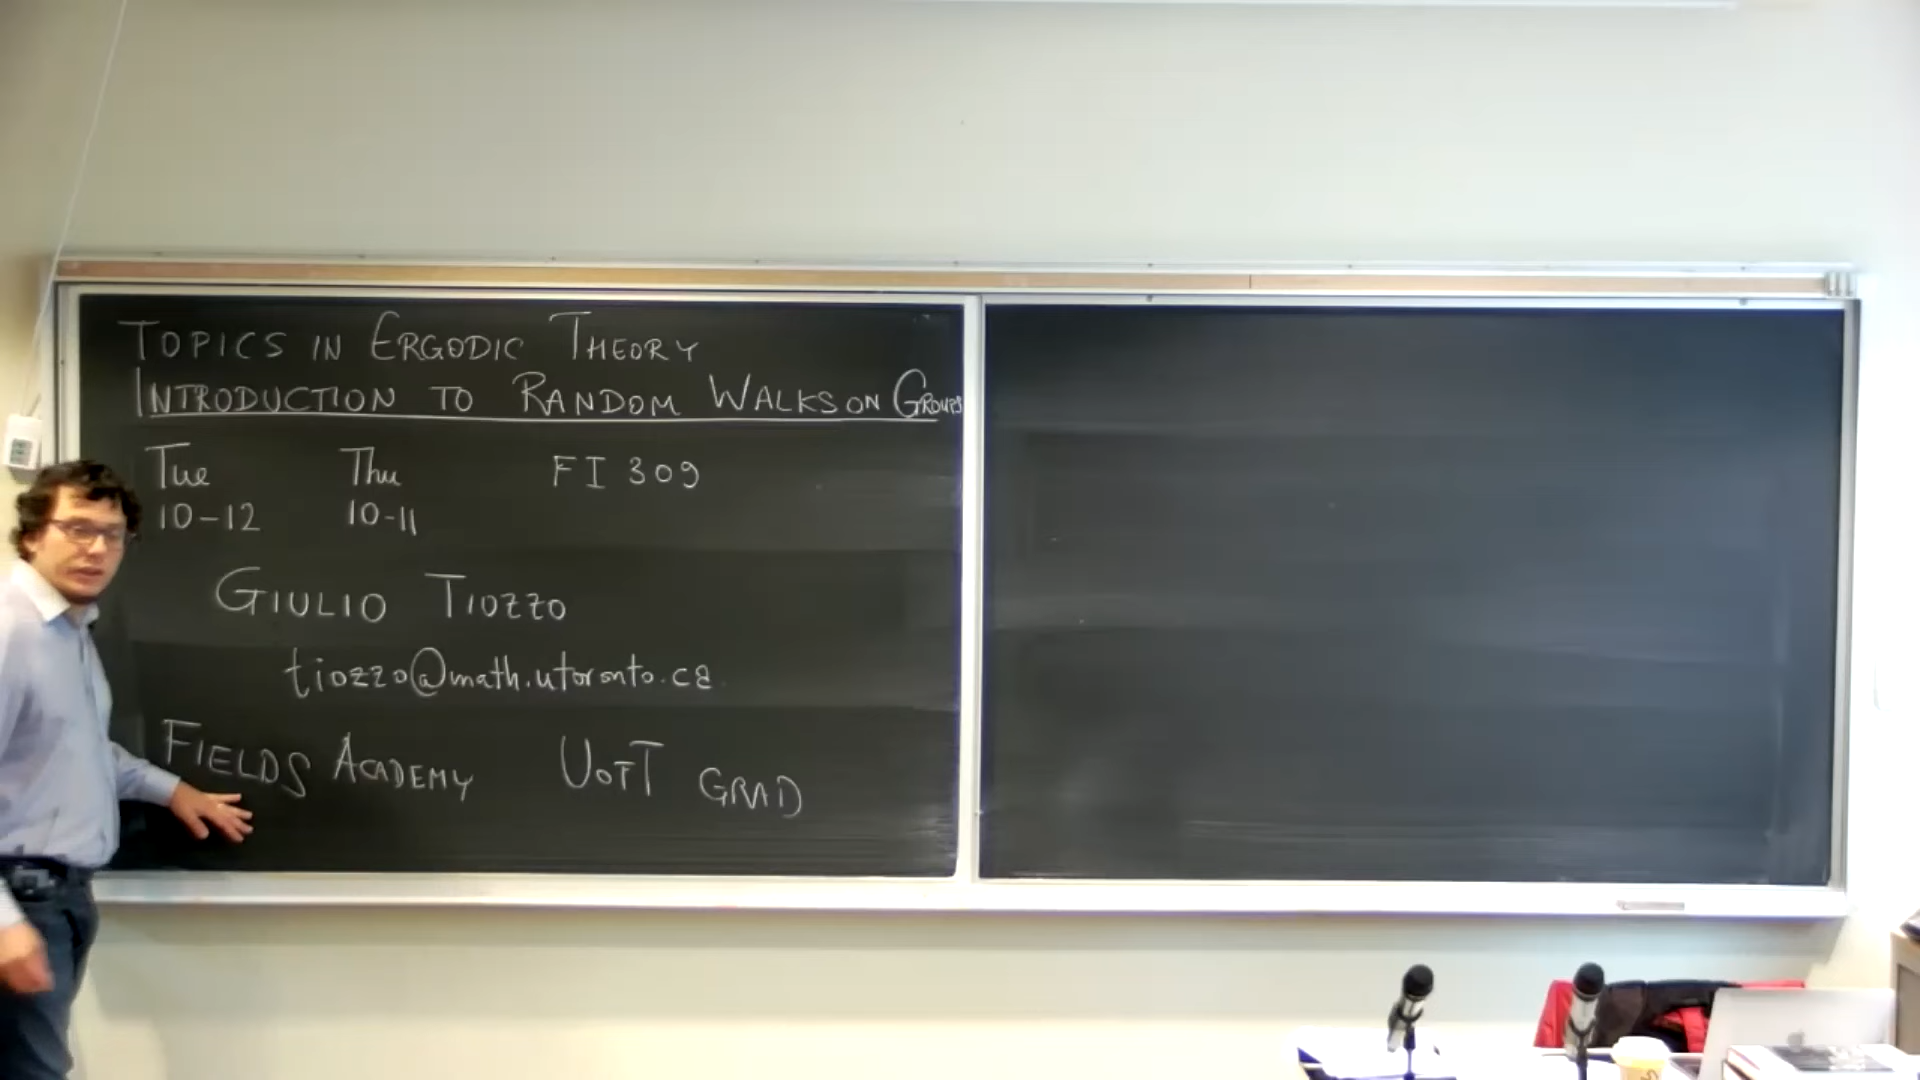 TOPICS IN ERGODIC THEORY
INTRODUCTION TO RANDOM WALKS ON GROUPS
Tue Thu FI 309
10-12 10-11
GIULIO TIOZZO
tiozzo@math.utoronto.ca
FIELDS ACADEMY UOFT GRAD